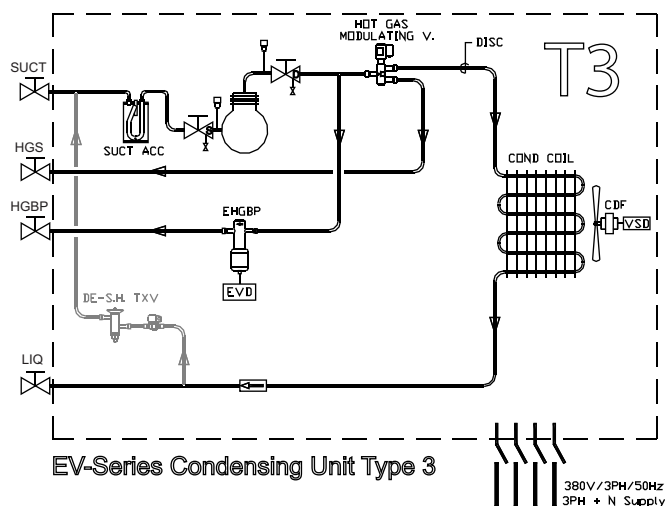 HOT GAS
MODULATING V.
DISC
T3
SUCT
SUCT ACC
HGS
COND COIL
HGBP
EHGBP
CDF
VSD
EVD
DE-S.H. TXV
LIQ
EV-Series Condensing Unit Type 3
380V/3PH/50Hz
3PH + N Supply